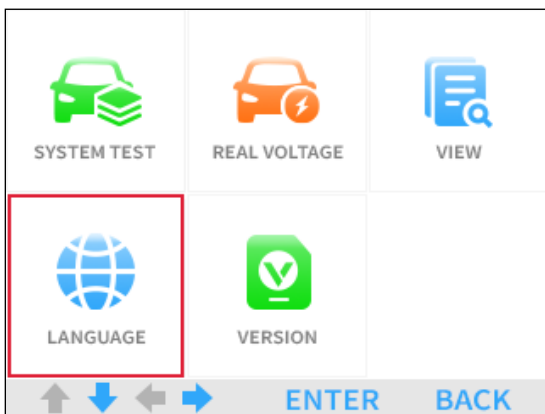 SYSTEM TEST
REAL VOLTAGE
VIEW
LANGUAGE
VERSION
ENTER
BACK